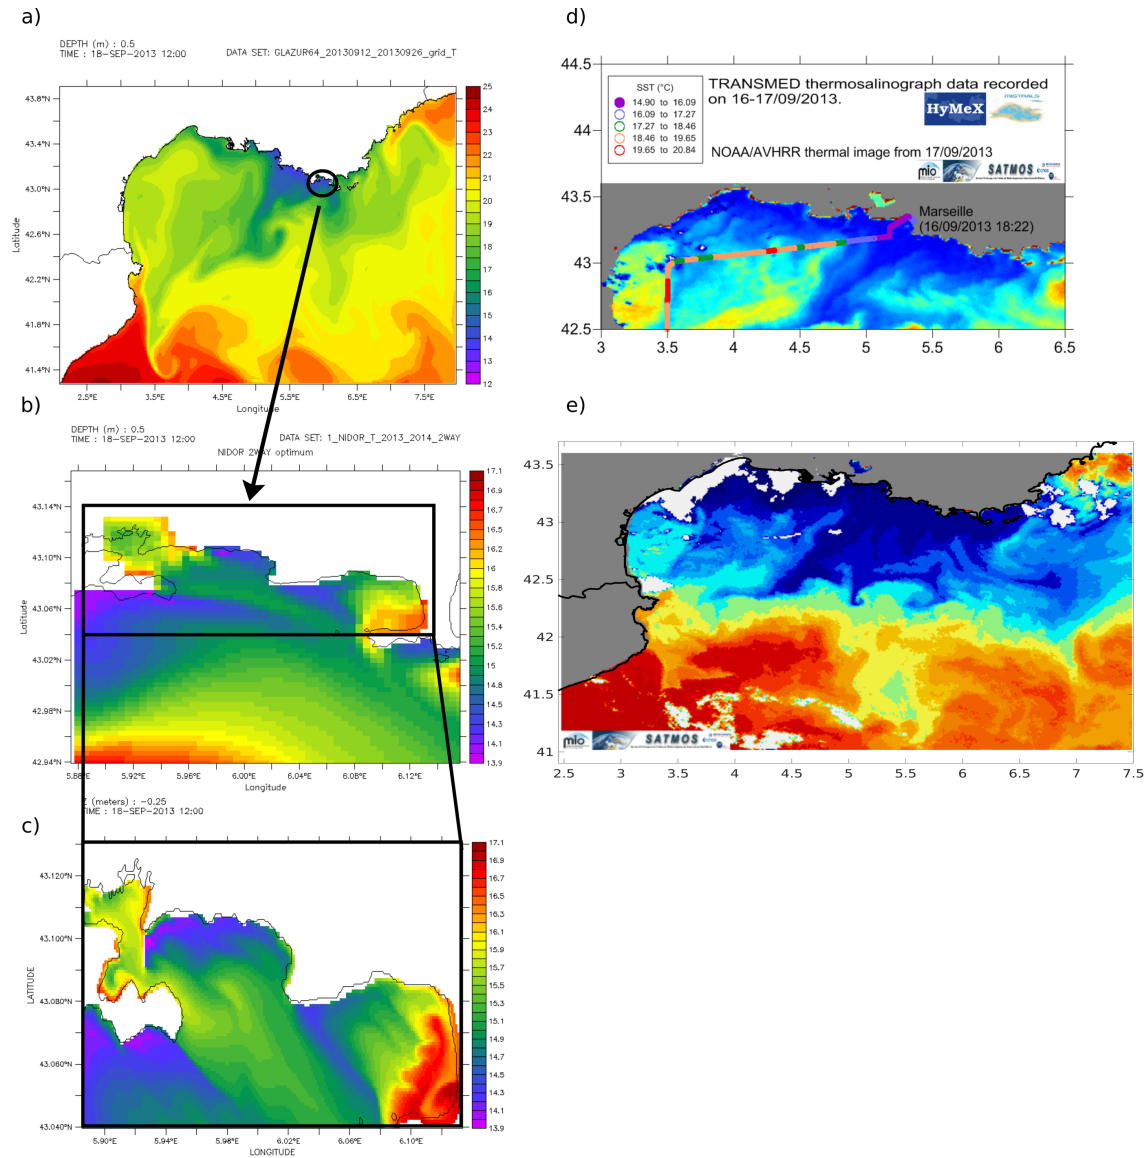 a)
DEPTH (m) : 0.5
TIME : 18-SEP-2013 12:00
DATA SET: GLAZUR64_20130912_20130926_grid_T
43.8°N
43.4°N
43.0°N
42.6°N
42.2°N
41.8°N
41.4°N
Latitude
2.5°E 3.5°E 4.5°E 5.5°E 6.5°E 7.5°E
Longitude
25
24
23
22
21
20
19
18
17
16
15
14
13
12
b)
DEPTH (m) : 0.5
TIME : 18-SEP-2013 12:00
DATA SET: 1_NIDOR_T_2013_2014_2WAY
NIDOR 2WAY optimum
43.14°N
43.10°N
43.06°N
43.02°N
42.98°N
42.94°N
Latitude
5.88°E 5.92°E 5.96°E 6.00°E 6.04°E 6.08°E 6.12°E
Longitude
17.1
16.9
16.7
16.5
16.3
16.2
16
15.8
15.6
15.4
15.2
15
14.8
14.7
14.5
14.3
14.1
13.9
(meters) : -0.25
TIME : 18-SEP-2013 12:00
c)
43.120°N
43.100°N
43.080°N
43.060°N
43.040°N
LATITUDE
5.90°E 5.94°E 5.98°E 6.02°E 6.06°E 6.10°E
LONGITUDE
17.1
16.9
16.7
16.5
16.3
16.1
15.9
15.7
15.5
15.3
15.1
14.9
14.7
14.5
14.3
14.1
13.9
d)
44.5
44
43.5
43
42.5
3 3.5 4 4.5 5 5.5 6 6.5
SST (°C)
14.90 to 16.09
16.09 to 17.27
17.27 to 18.46
18.46 to 19.65
19.65 to 20.84
TRANSMED thermosalinograph data recorded
on 16-17/09/2013.
HyMeX
MISTRALS
NOAA/AVHRR thermal image from 17/09/2013
mio
SATMOS
Marseille
(16/09/2013 18:22)
e)
43.5
43
42.5
42
41.5
41
2.5 3 3.5 4 4.5 5 5.5 6 6.5 7 7.5
mio
SATMOS